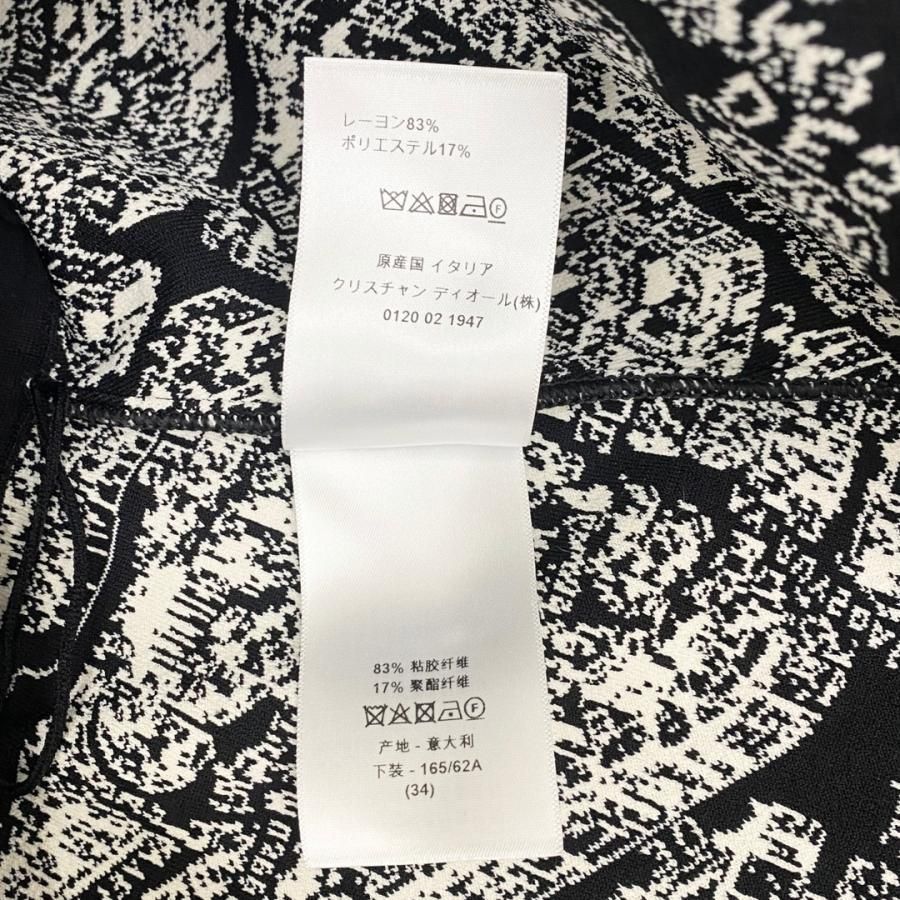 レーヨン83%
ポリエステル17%
F
原産国 イタリア
クリスチャン ディオール(株)
0120 02 1947
83% 粘胶纤维
17% 聚酯纤维
F
产地 - 意大利
下装 - 165/62A
(34)